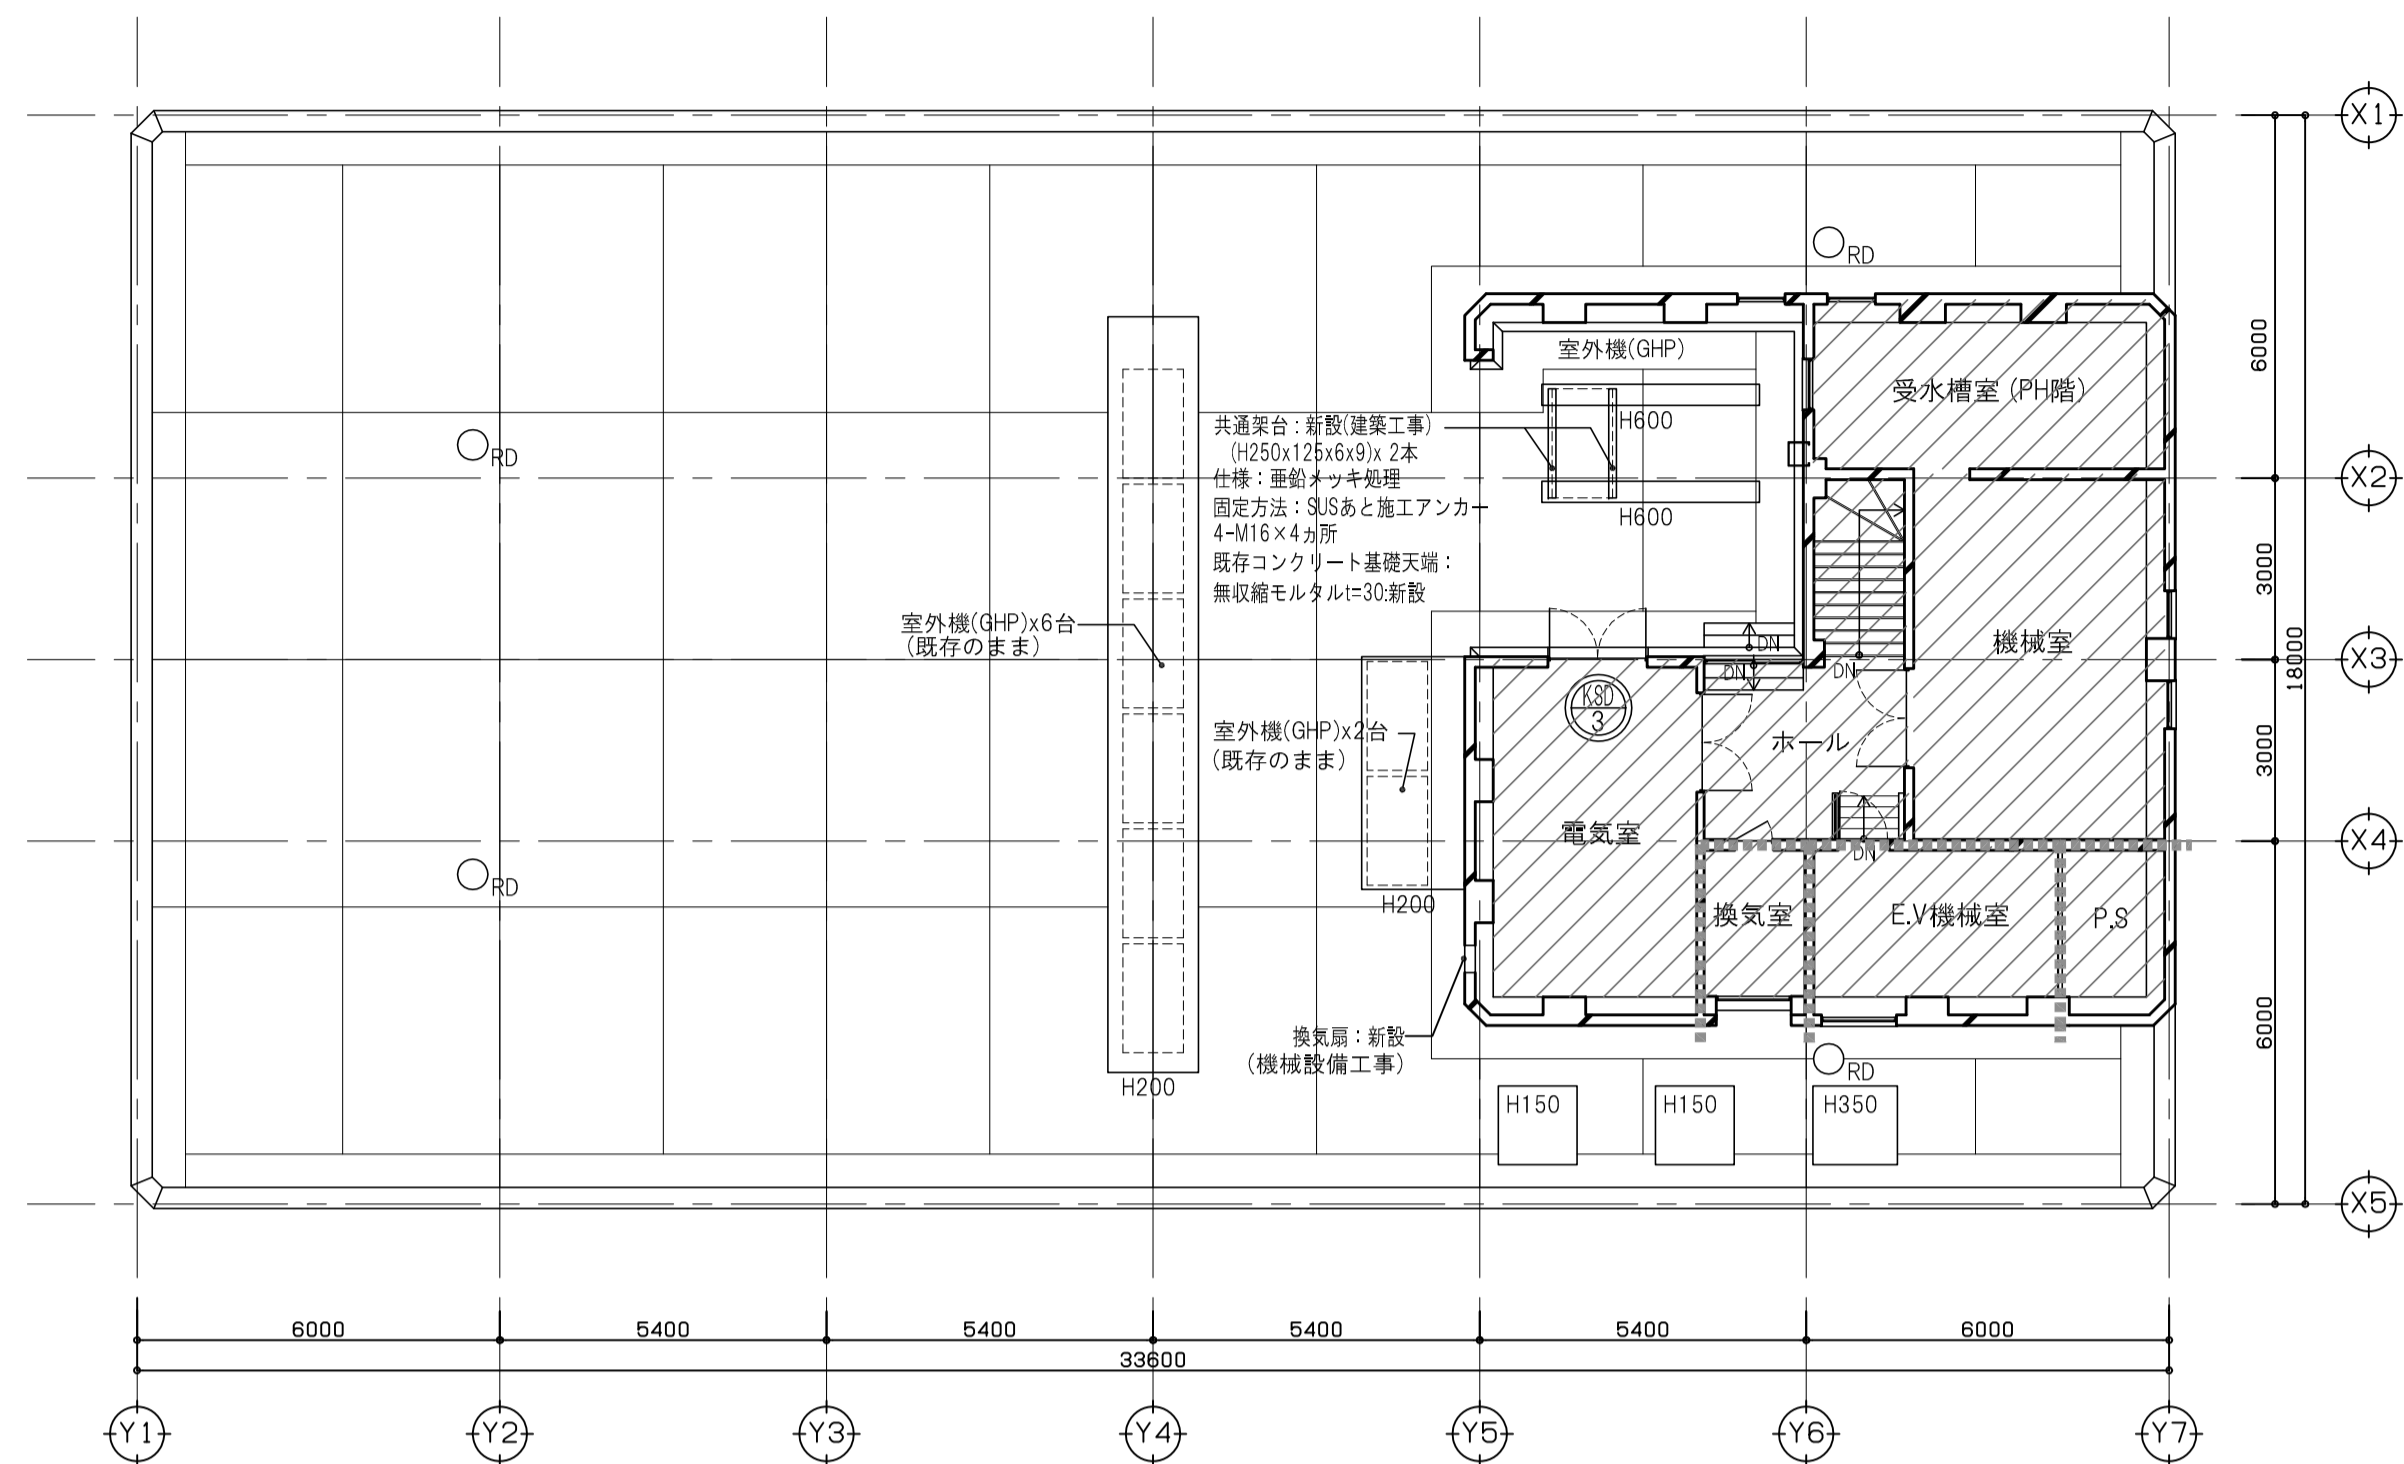 X1
RD
6000
室外機(GHP)
受水槽室(PH階)
H600
共通架台：新設(建築工事)
(H250x125x6x9)x 2本
仕様：亜鉛メッキ処理
固定方法：SUSあと施工アンカー
4-M16×4ヵ所
既存コンクリート基礎天端：
無収縮モルタルt=30:新設
RD
X2
H600
3000
室外機(GHP)x6台
(既存のまま)
機械室
DN
DN
DN
18000
X3
KSD
3
室外機(GHP)x2台
(既存のまま)
ホール
3000
電気室
X4
DN
RD
H200
換気室
E.V機械室
P.S
6000
換気扇：新設
(機械設備工事)
RD
H200
H150
H150
H350
X5
6000
5400
5400
5400
5400
6000
33600
Y1
Y2
Y3
Y4
Y5
Y6
Y7